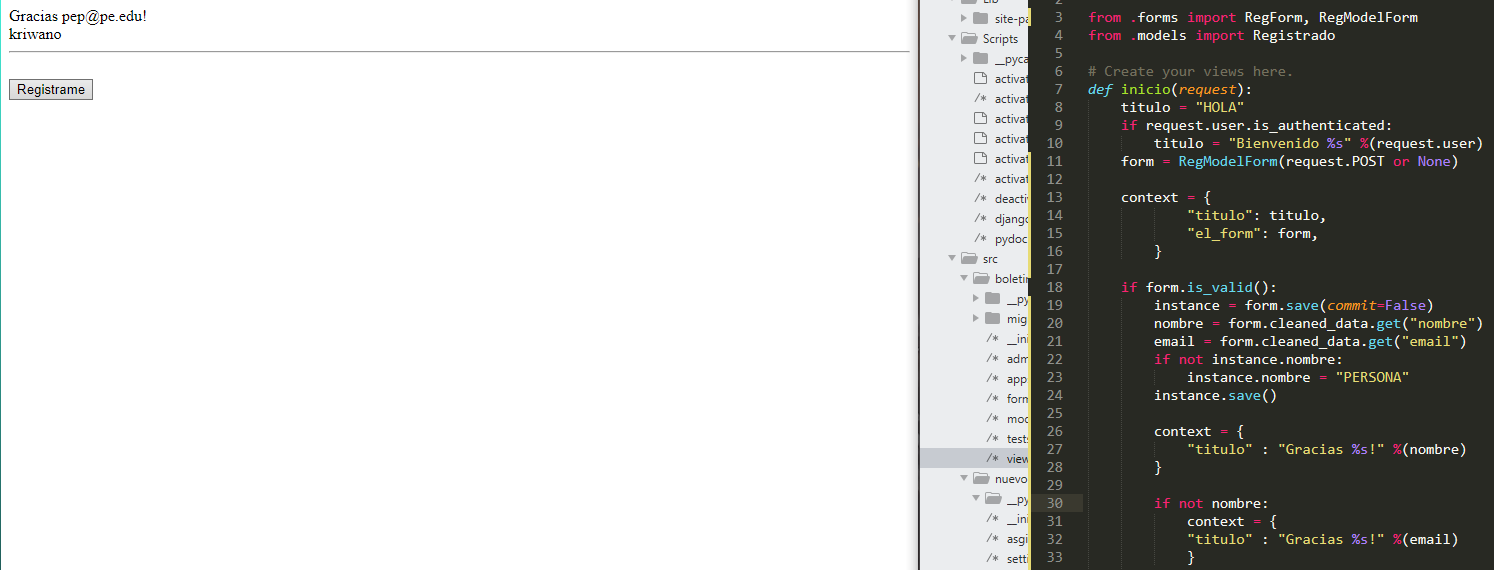 Gracias pep@pe.edu!
kriwano
Registrame
Lib
site-pa
Scripts
__pyca
activat
/* activat
activat
activat
activat
/* activat
/* deacti
/* djang
/* pydoc
src
boletin
__py
mig
/* __ini
/* adm
/* app
/* form
/* mod
/* tests
/* view
nuevo
__py
/* __ini
/* asgi
/* setti
2
3 from .forms import RegForm, RegModelForm
4 from .models import Registrado
5
6 # Create your views here.
7 def inicio(request):
8 titulo = "HOLA"
9 if request.user.is_authenticated:
10 titulo = "Bienvenido %s" %(request.user)
11 form = RegModelForm(request.POST or None)
12
13 context = {
14 "titulo": titulo,
15 "el_form": form,
16 }
17
18 if form.is_valid():
19 instance = form.save(commit=False)
20 nombre = form.cleaned_data.get("nombre")
21 email = form.cleaned_data.get("email")
22 if not instance.nombre:
23 instance.nombre = "PERSONA"
24 instance.save()
25
26 context = {
27 "titulo" : "Gracias %s!" %(nombre)
28 }
29
30 if not nombre:
31 context = {
32 "titulo" : "Gracias %s!" %(email)
33 }